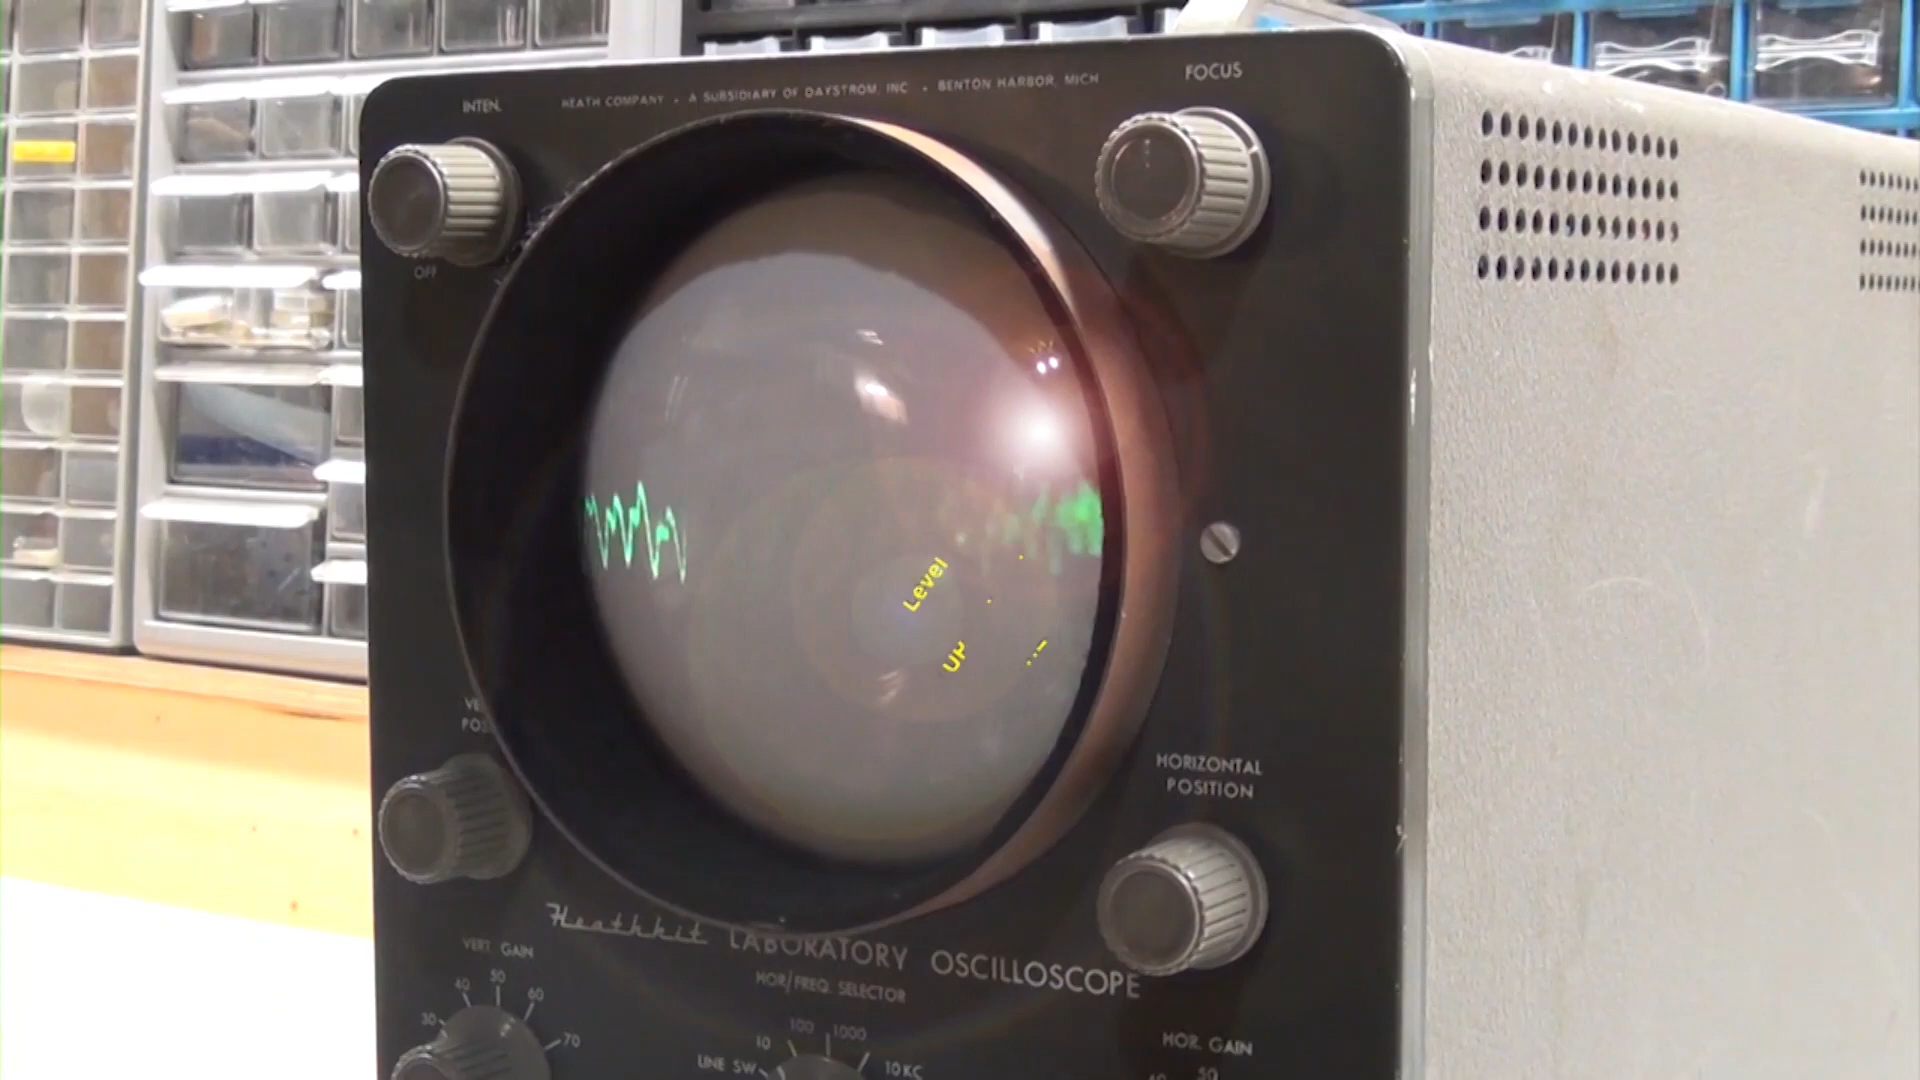 INTEN.
HEATH COMPANY . A SUBSIDIARY OF DAYSTROM, INC . BENTON HARBOR, MICH
FOCUS
OFF
Level
UP
VE
POS
HORIZONTAL
POSITION
Heathkit LABORATORY OSCILLOSCOPE
VERT. GAIN
30 40 50 60 70
HOR/FREQ. SELECTOR
LINE SW. 10 100 1000 10KC
HOR. GAIN
50